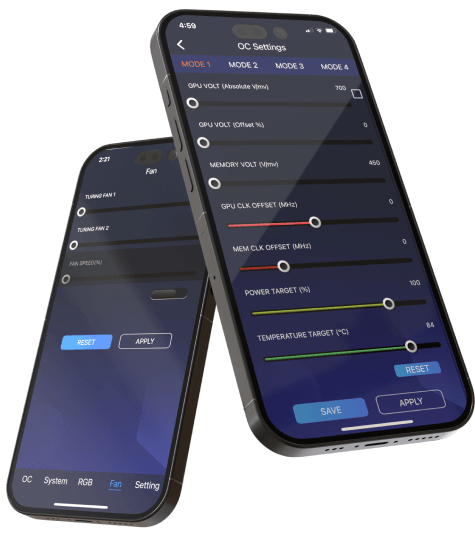 4:59
OC Settings
MODE 1 MODE 2 MODE 3 MODE 4
GPU VOLT (Absolute V/mv) 700
GPU VOLT (Offset %) 0
MEMORY VOLT (V/mv) 450
GPU CLK OFFSET (MHz) 0
MEM CLK OFFSET (MHz) 0
POWER TARGET (%) 100
TEMPERATURE TARGET (°C) 84
RESET
SAVE APPLY
2:21
Fan
TURING FAN 1
TURING FAN 2
FAN SPEED(%)
RESET APPLY
OC System RGB Fan Setting